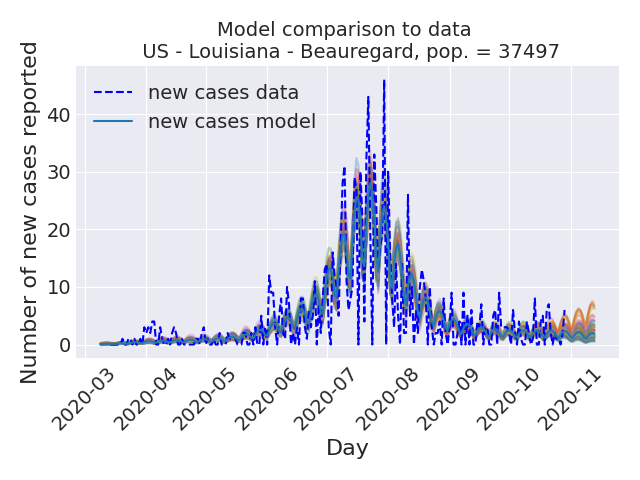 Model comparison to data
US - Louisiana - Beauregard, pop. = 37497
Number of new cases reported
new cases data
new cases model
40
30
20
10
0
2020-03
2020-04
2020-05
2020-06
2020-07
2020-08
2020-09
2020-10
2020-11
Day